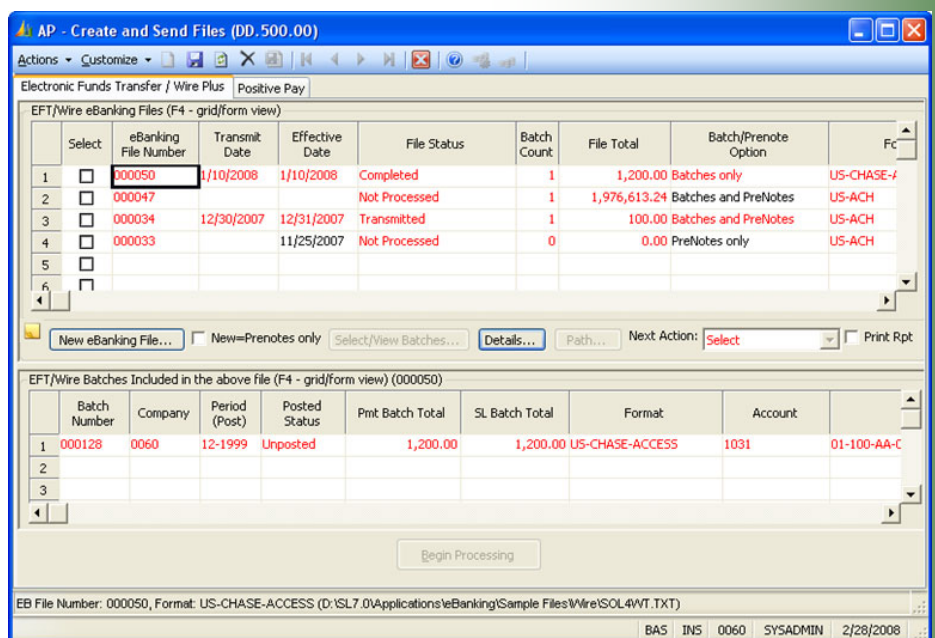 AP - Create and Send Files (DD.500.00)
Actions Customize
Electronic Funds Transfer / Wire Plus Positive Pay
EFT/Wire eBanking Files (F4 - grid/form view)
Select eBanking File Number Transmit Date Effective Date File Status Batch Count File Total Batch/Prenote Option
1 000050 1/10/2008 1/10/2008 Completed 1 1,200.00 Batches only US-CHASE-A
2 000047 Not Processed 1 1,976,613.24 Batches and PreNotes US-ACH
3 000034 12/30/2007 12/31/2007 Transmitted 1 100.00 Batches and PreNotes US-ACH
4 000033 11/25/2007 Not Processed 0 0.00 PreNotes only US-ACH
5
6
New eBanking File... New=Prenotes only Select/View Batches... Details... Path... Next Action: Select Print Rpt
EFT/Wire Batches Included in the above file (F4 - grid/form view) (000050)
Batch Number Company Period (Post) Posted Status Pmt Batch Total SL Batch Total Format Account
1 000128 0060 12-1999 Unposted 1,200.00 1,200.00 US-CHASE-ACCESS 1031 01-100-AA-0
2
3
Begin Processing
EB File Number: 000050, Format: US-CHASE-ACCESS (D:\SL7.0\Applications\eBanking\Sample Files\Wire\SOL4WT.TXT)
BAS INS 0060 SYSADMIN 2/28/2008